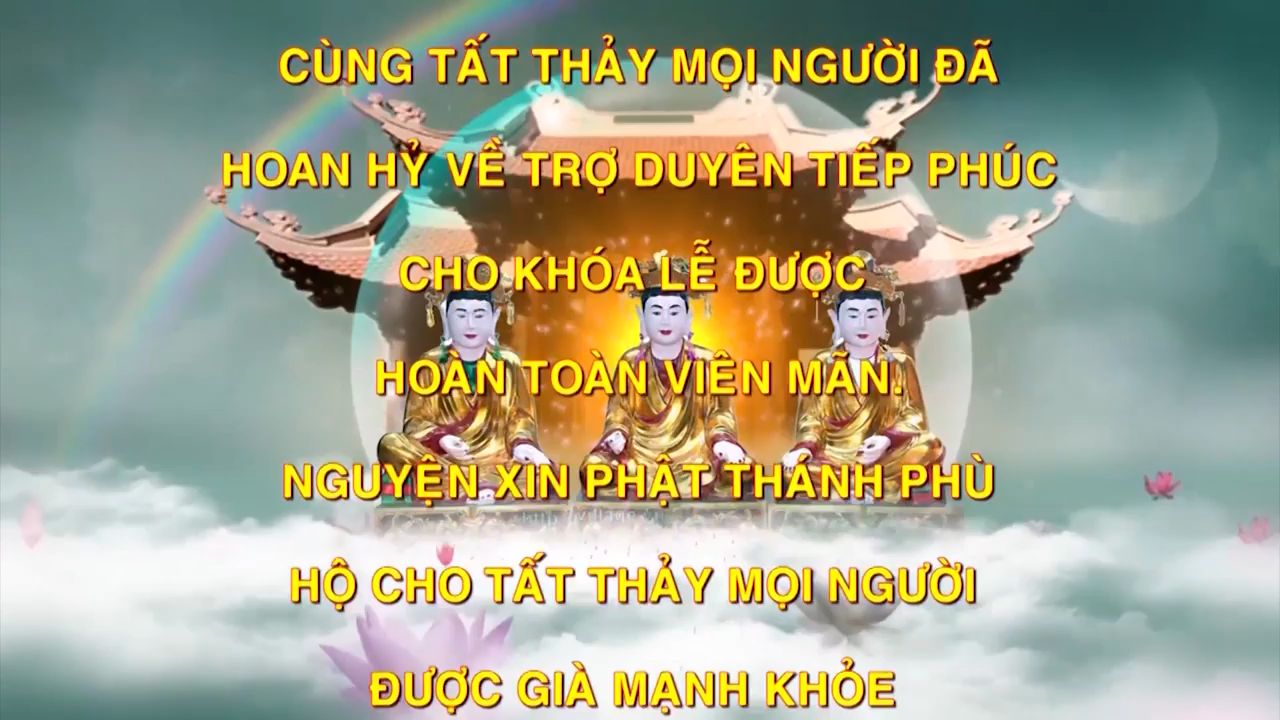 CÙNG TẤT THẢY MỌI NGƯỜI ĐÃ
HOAN HỶ VỀ TRỢ DUYÊN TIẾP PHÚC
CHO KHÓA LỄ ĐƯỢC
HOÀN TOÀN VIÊN MÃN.
NGUYỆN XIN PHẬT THÁNH PHÙ
HỘ CHO TẤT THẢY MỌI NGƯỜI
ĐƯỢC GIÀ MẠNH KHỎE